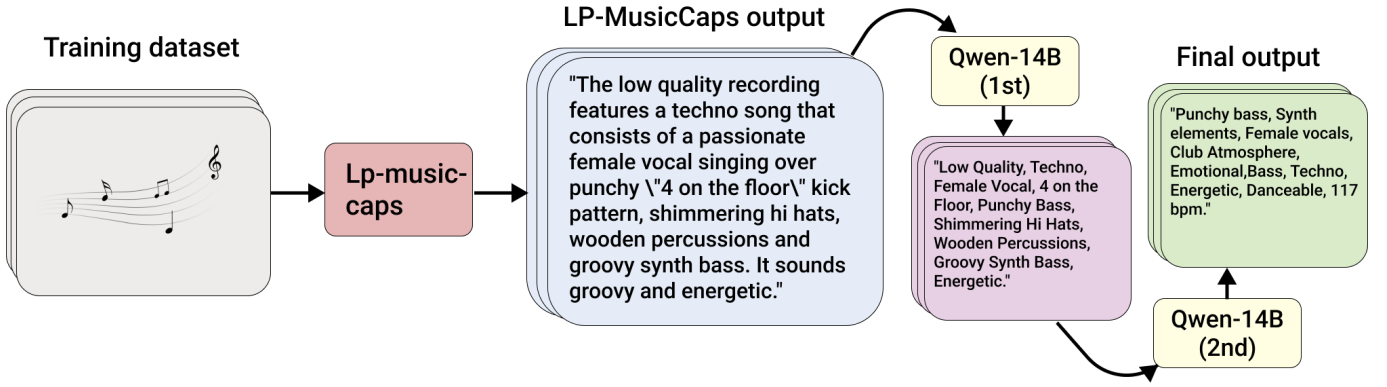 Training dataset
Lp-music-
caps
LP-MusicCaps output
"The low quality recording
features a techno song that
consists of a passionate
female vocal singing over
punchy \"4 on the floor\" kick
pattern, shimmering hi hats,
wooden percussions and
groovy synth bass. It sounds
groovy and energetic."
Qwen-14B
(1st)
"Low Quality, Techno,
Female Vocal, 4 on the
Floor, Punchy Bass,
Shimmering Hi Hats,
Wooden Percussions,
Groovy Synth Bass,
Energetic."
Qwen-14B
(2nd)
Final output
"Punchy bass, Synth
elements, Female vocals,
Club Atmosphere,
Emotional,Bass, Techno,
Energetic, Danceable, 117
bpm."